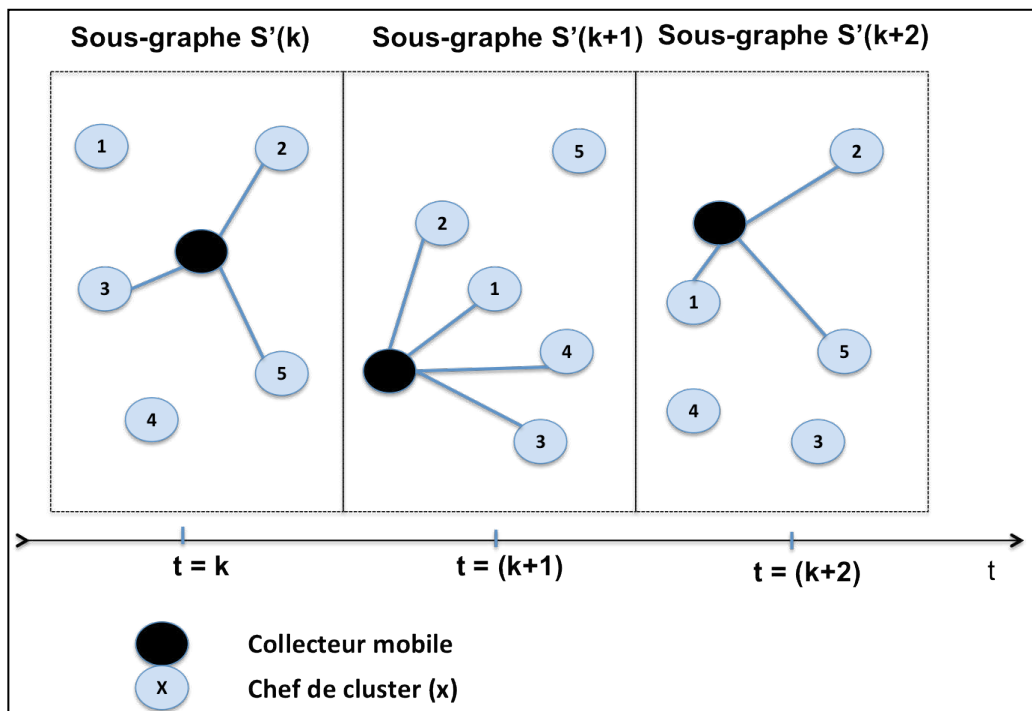 Sous-graphe S’(k)
Sous-graphe S’(k+1)
Sous-graphe S’(k+2)
1
2
3
5
4
5
2
1
4
3
2
1
5
4
3
t = k
t = (k+1)
t = (k+2)
t
Collecteur mobile
X
Chef de cluster (x)